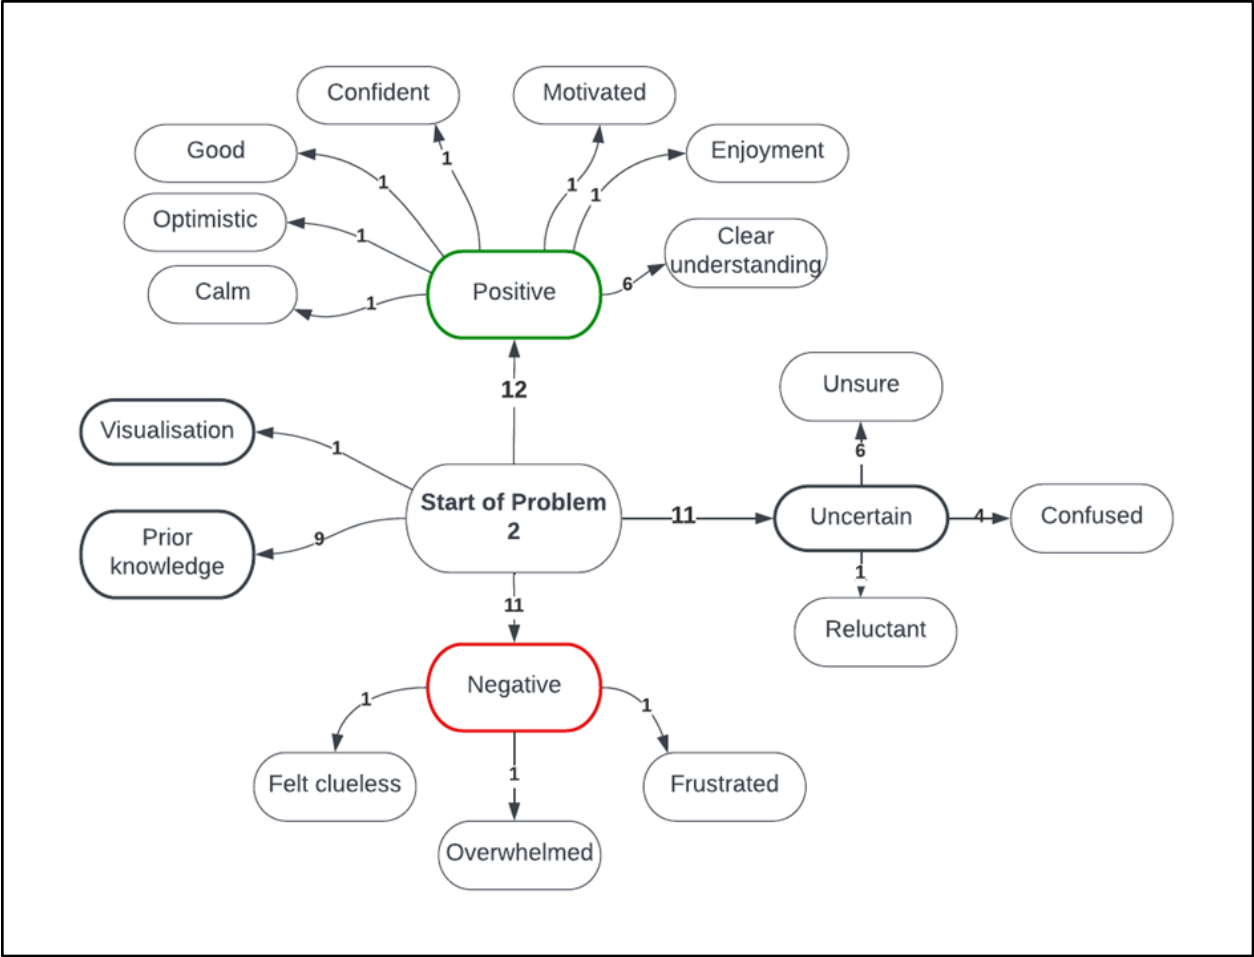 Confident
Motivated
Good
1
Enjoyment
1
1
1
Optimistic
1
Clear
understanding
Calm
1
Positive
6
12
Unsure
Visualisation
1
6
Start of Problem
2
11
Uncertain
4
Confused
Prior
knowledge
9
1
11
Reluctant
Negative
1
1
Felt clueless
1
Frustrated
Overwhelmed